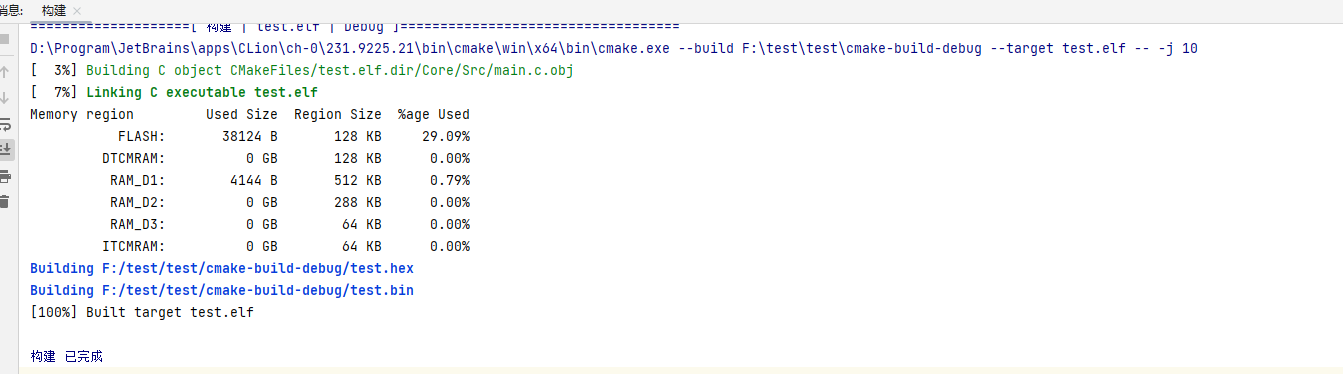 消息: 构建 ×
====================[ 构建 | test.elf | Debug ]===================================
D:\Program\JetBrains\apps\CLion\ch-0\231.9225.21\bin\cmake\win\x64\bin\cmake.exe --build F:\test\test\cmake-build-debug --target test.elf -- -j 10
[  3%] Building C object CMakeFiles/test.elf.dir/Core/Src/main.c.obj
[  7%] Linking C executable test.elf
Memory region         Used Size  Region Size  %age Used
           FLASH:       38124 B       128 KB     29.09%
         DTCMRAM:          0 GB       128 KB      0.00%
          RAM_D1:        4144 B       512 KB      0.79%
          RAM_D2:          0 GB       288 KB      0.00%
          RAM_D3:          0 GB        64 KB      0.00%
         ITCMRAM:          0 GB        64 KB      0.00%
Building F:/test/test/cmake-build-debug/test.hex
Building F:/test/test/cmake-build-debug/test.bin
[100%] Built target test.elf
构建 已完成